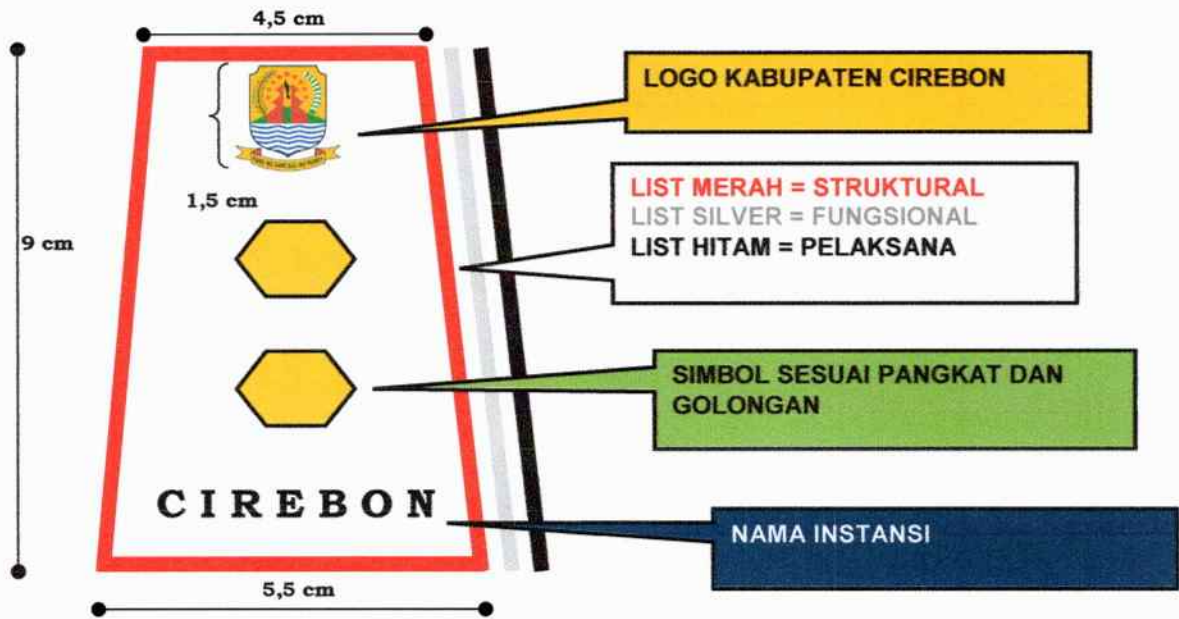 4,5 cm
LOGO KABUPATEN CIREBON
LIST MERAH = STRUKTURAL
LIST SILVER = FUNGSIONAL
LIST HITAM = PELAKSANA
1,5 cm
9 cm
SIMBOL SESUAI PANGKAT DAN
GOLONGAN
CIREBON
NAMA INSTANSI
5,5 cm